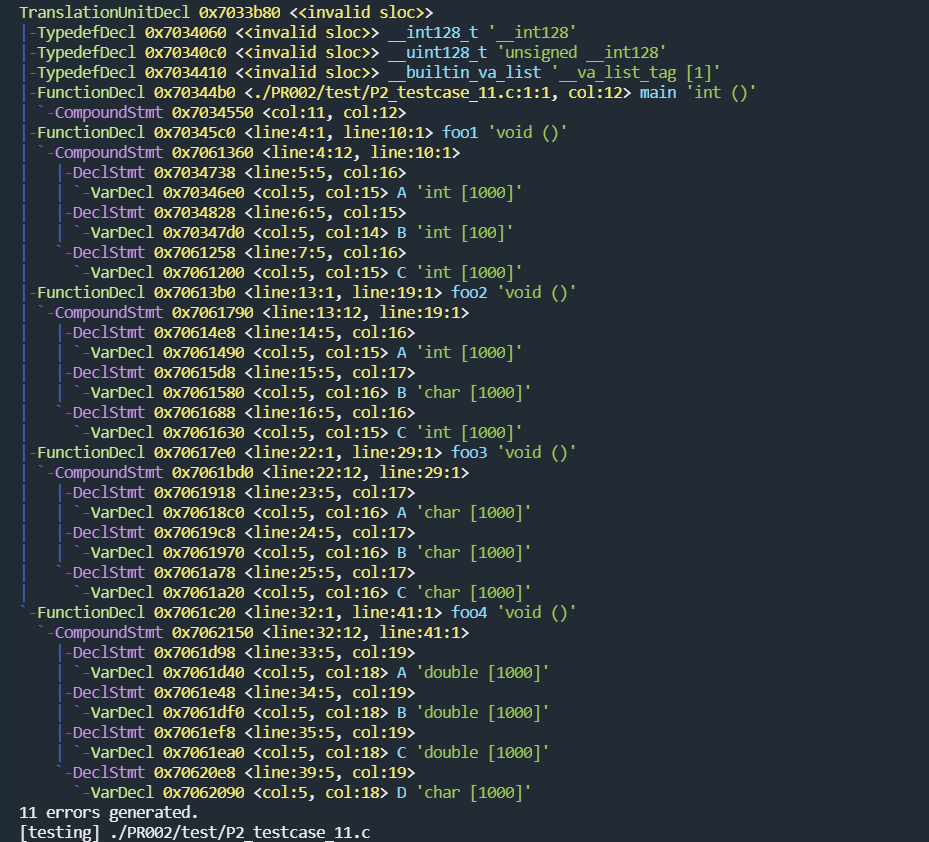 TranslationUnitDecl 0x7033b80 <<invalid sloc>>
|-TypedefDecl 0x7034060 <<invalid sloc>> __int128_t '__int128'
|-TypedefDecl 0x70340c0 <<invalid sloc>> __uint128_t 'unsigned __int128'
|-TypedefDecl 0x7034410 <<invalid sloc>> __builtin_va_list '__va_list_tag [1]'
|-FunctionDecl 0x70344b0 <./PR002/test/P2_testcase_11.c:1:1, col:12> main 'int ()'
| `-CompoundStmt 0x7034550 <col:11, col:12>
|-FunctionDecl 0x70345c0 <line:4:1, line:10:1> foo1 'void ()'
| `-CompoundStmt 0x7061360 <line:4:12, line:10:1>
|   |-DeclStmt 0x7034738 <line:5:5, col:16>
|   | `-VarDecl 0x70346e0 <col:5, col:15> A 'int [1000]'
|   |-DeclStmt 0x7034828 <line:6:5, col:15>
|   | `-VarDecl 0x70347d0 <col:5, col:14> B 'int [100]'
|   `-DeclStmt 0x7061258 <line:7:5, col:16>
|     `-VarDecl 0x7061200 <col:5, col:15> C 'int [1000]'
|-FunctionDecl 0x70613b0 <line:13:1, line:19:1> foo2 'void ()'
| `-CompoundStmt 0x7061790 <line:13:12, line:19:1>
|   |-DeclStmt 0x70614e8 <line:14:5, col:16>
|   | `-VarDecl 0x7061490 <col:5, col:15> A 'int [1000]'
|   |-DeclStmt 0x70615d8 <line:15:5, col:17>
|   | `-VarDecl 0x7061580 <col:5, col:16> B 'char [1000]'
|   `-DeclStmt 0x7061688 <line:16:5, col:16>
|     `-VarDecl 0x7061630 <col:5, col:15> C 'int [1000]'
|-FunctionDecl 0x70617e0 <line:22:1, line:29:1> foo3 'void ()'
| `-CompoundStmt 0x7061bd0 <line:22:12, line:29:1>
|   |-DeclStmt 0x7061918 <line:23:5, col:17>
|   | `-VarDecl 0x70618c0 <col:5, col:16> A 'char [1000]'
|   |-DeclStmt 0x70619c8 <line:24:5, col:17>
|   | `-VarDecl 0x7061970 <col:5, col:16> B 'char [1000]'
|   `-DeclStmt 0x7061a78 <line:25:5, col:17>
|     `-VarDecl 0x7061a20 <col:5, col:16> C 'char [1000]'
`-FunctionDecl 0x7061c20 <line:32:1, line:41:1> foo4 'void ()'
  `-CompoundStmt 0x7062150 <line:32:12, line:41:1>
    |-DeclStmt 0x7061d98 <line:33:5, col:19>
    | `-VarDecl 0x7061d40 <col:5, col:18> A 'double [1000]'
    |-DeclStmt 0x7061e48 <line:34:5, col:19>
    | `-VarDecl 0x7061df0 <col:5, col:18> B 'double [1000]'
    |-DeclStmt 0x7061ef8 <line:35:5, col:19>
    | `-VarDecl 0x7061ea0 <col:5, col:18> C 'double [1000]'
    `-DeclStmt 0x70620e8 <line:39:5, col:19>
      `-VarDecl 0x7062090 <col:5, col:18> D 'char [1000]'
11 errors generated.
[testing] ./PR002/test/P2_testcase_11.c